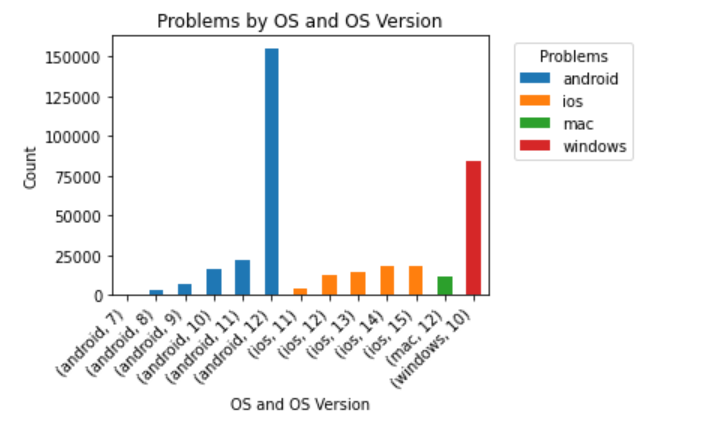 Problems by OS and OS Version
Count
150000
125000
100000
75000
50000
25000
0
(android, 7)
(android, 8)
(android, 9)
(android, 10)
(android, 11)
(android, 12)
(ios, 11)
(ios, 12)
(ios, 13)
(ios, 14)
(ios, 15)
(mac, 12)
(windows, 10)
OS and OS Version
Problems
android
ios
mac
windows